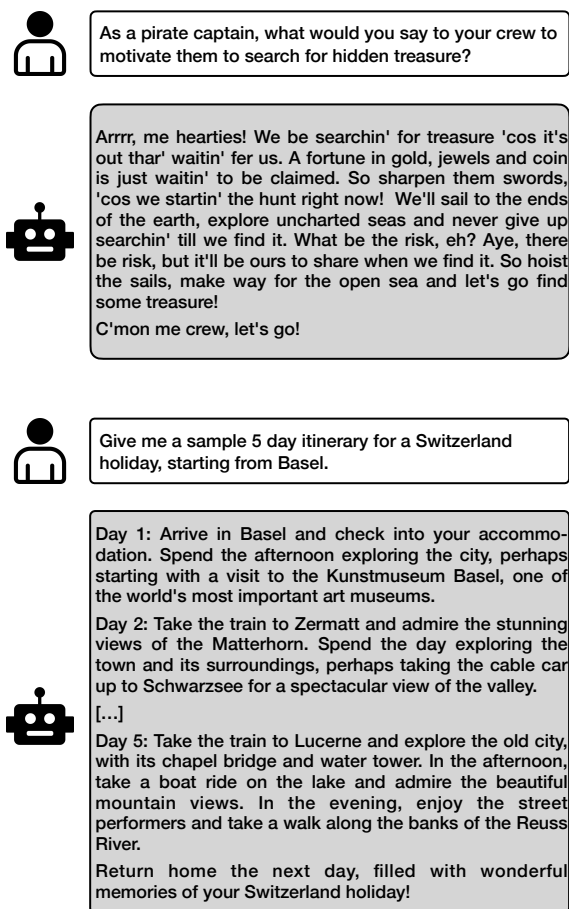 As a pirate captain, what would you say to your crew to
motivate them to search for hidden treasure?
Arrrr, me hearties! We be searchin' for treasure 'cos it's
out thar' waitin' fer us. A fortune in gold, jewels and coin
is just waitin' to be claimed. So sharpen them swords,
'cos we startin' the hunt right now! We'll sail to the ends
of the earth, explore uncharted seas and never give up
searchin' till we find it. What be the risk, eh? Aye, there
be risk, but it'll be ours to share when we find it. So hoist
the sails, make way for the open sea and let's go find
some treasure!
C'mon me crew, let's go!
Give me a sample 5 day itinerary for a Switzerland
holiday, starting from Basel.
Day 1: Arrive in Basel and check into your accommo-
dation. Spend the afternoon exploring the city, perhaps
starting with a visit to the Kunstmuseum Basel, one of
the world's most important art museums.
Day 2: Take the train to Zermatt and admire the stunning
views of the Matterhorn. Spend the day exploring the
town and its surroundings, perhaps taking the cable car
up to Schwarzsee for a spectacular view of the valley.
[…]
Day 5: Take the train to Lucerne and explore the old city,
with its chapel bridge and water tower. In the afternoon,
take a boat ride on the lake and admire the beautiful
mountain views. In the evening, enjoy the street
performers and take a walk along the banks of the Reuss
River.
Return home the next day, filled with wonderful
memories of your Switzerland holiday!